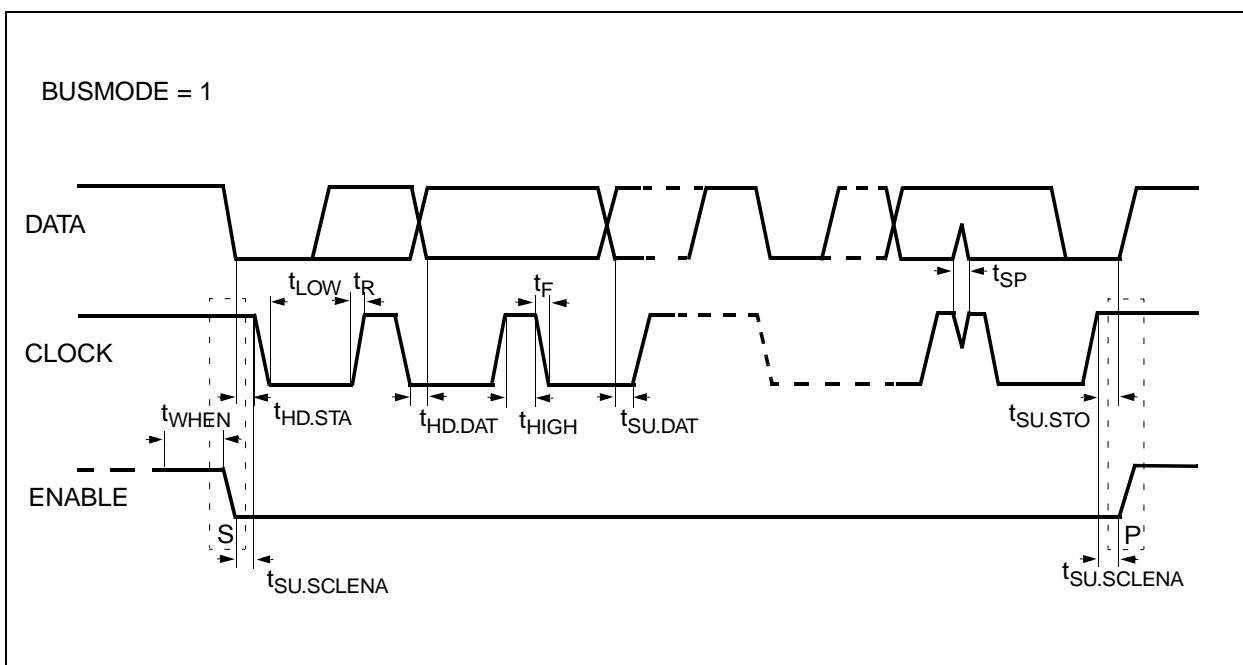 BUSMODE = 1
DATA
tLOW tR tF tSP
CLOCK
tWHEN tHD.STA tHD.DAT tHIGH tSU.DAT tSU.STO
ENABLE
S P
tSU.SCLENA tSU.SCLENA